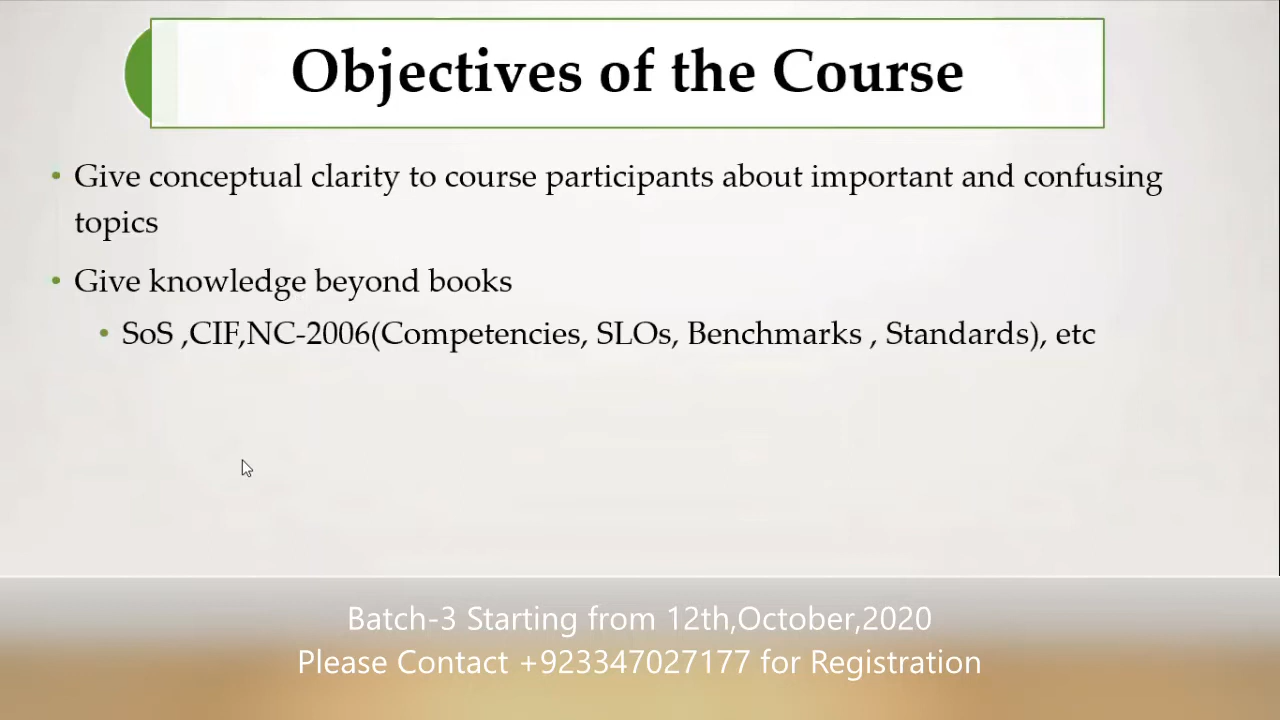 Objectives of the Course
• Give conceptual clarity to course participants about important and confusing
topics
• Give knowledge beyond books
• SoS ,CIF,NC-2006(Competencies, SLOs, Benchmarks , Standards), etc
Batch-3 Starting from 12th,October,2020
Please Contact +923347027177 for Registration